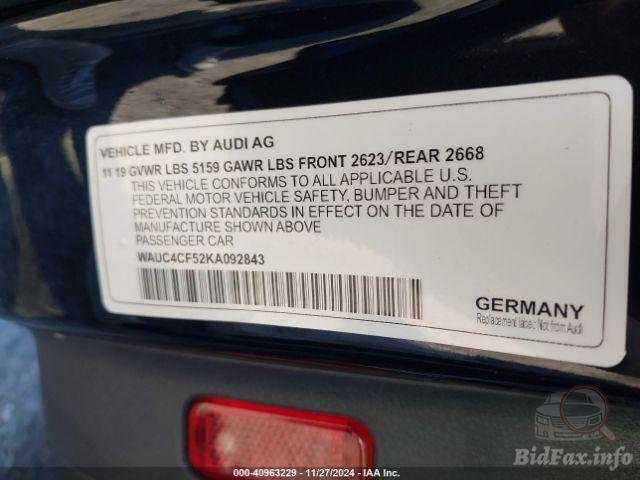 VEHICLE MFD. BY AUDI AG
11 19 GVWR LBS 5159 GAWR LBS FRONT 2623/REAR 2668
THIS VEHICLE CONFORMS TO ALL APPLICABLE U.S.
FEDERAL MOTOR VEHICLE SAFETY, BUMPER AND THEFT
PREVENTION STANDARDS IN EFFECT ON THE DATE OF
MANUFACTURE SHOWN ABOVE
PASSENGER CAR
WAUC4CF52KA092843
GERMANY
Replacement label: Not from Audi
000-40963229 - 11/27/2024 - IAA Inc.
BidFax.info